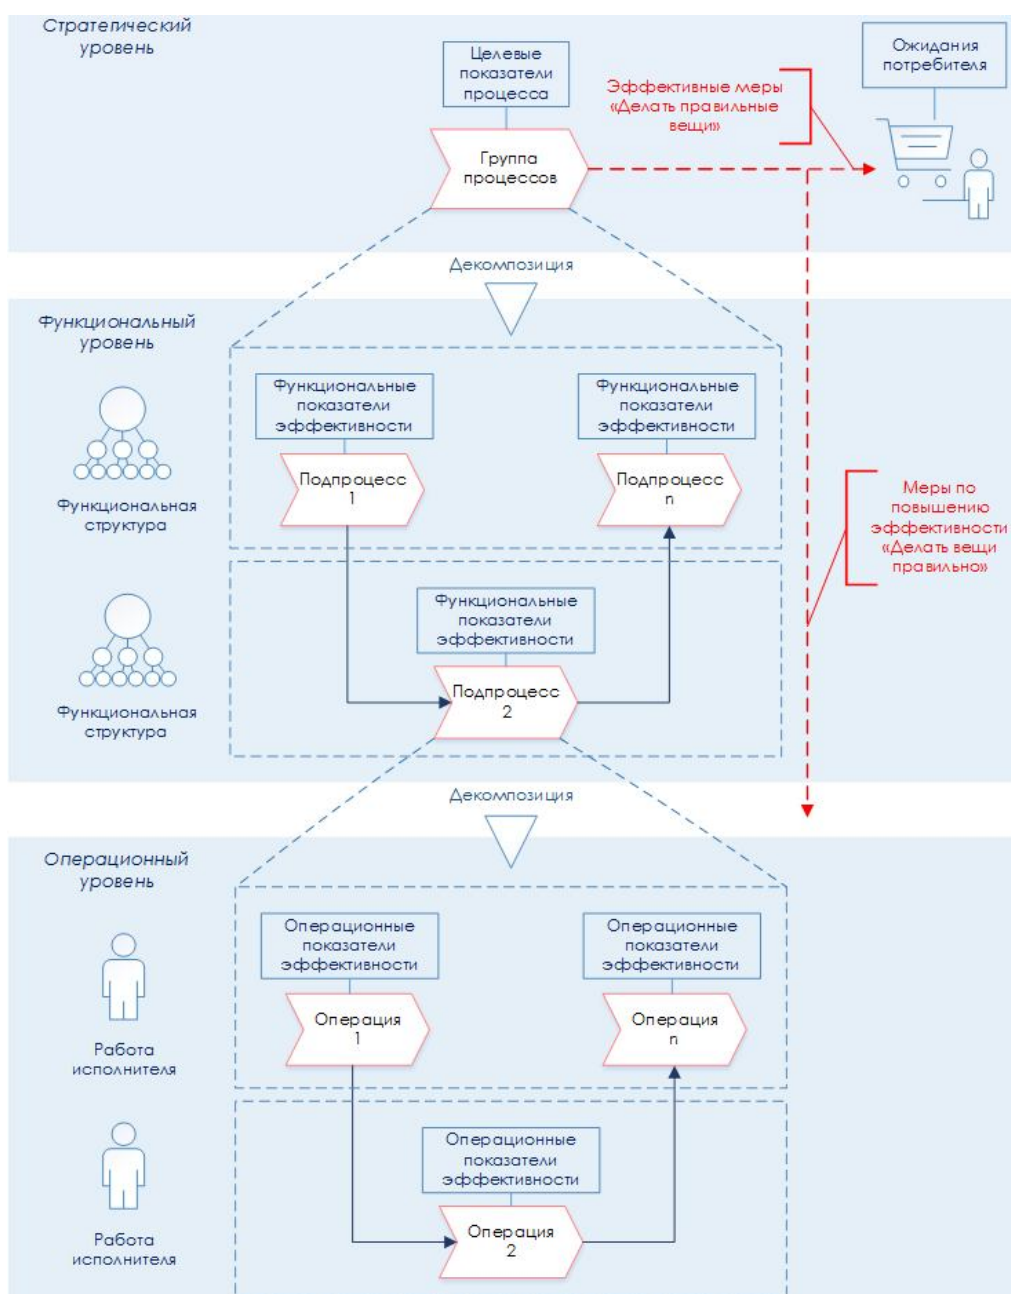 Стратегический
уровень
Целевые
показатели
процесса
Эффективные меры
«Делать правильные
вещи»
Ожидания
потребителя
Группа
процессов
Декомпозиция
Функциональный
уровень
Функциональные
показатели
эффективности
Функциональные
показатели
эффективности
Подпроцесс
1
Подпроцесс
n
Функциональная
структура
Меры по
повышению
эффективности
«Делать вещи
правильно»
Функциональные
показатели
эффективности
Подпроцесс
2
Функциональная
структура
Декомпозиция
Операционный
уровень
Операционные
показатели
эффективности
Операционные
показатели
эффективности
Операция
1
Операция
n
Работа
исполнителя
Операционные
показатели
эффективности
Операция
2
Работа
исполнителя